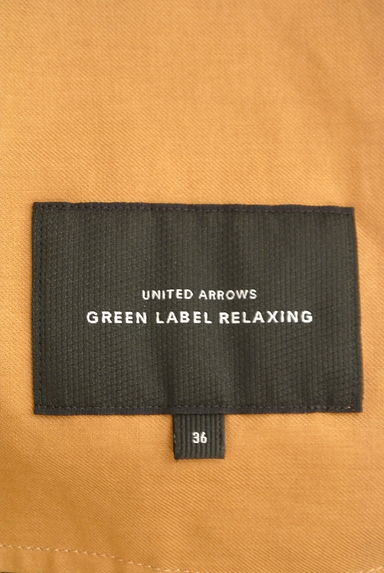 UNITED ARROWS
GREEN LABEL RELAXING
36